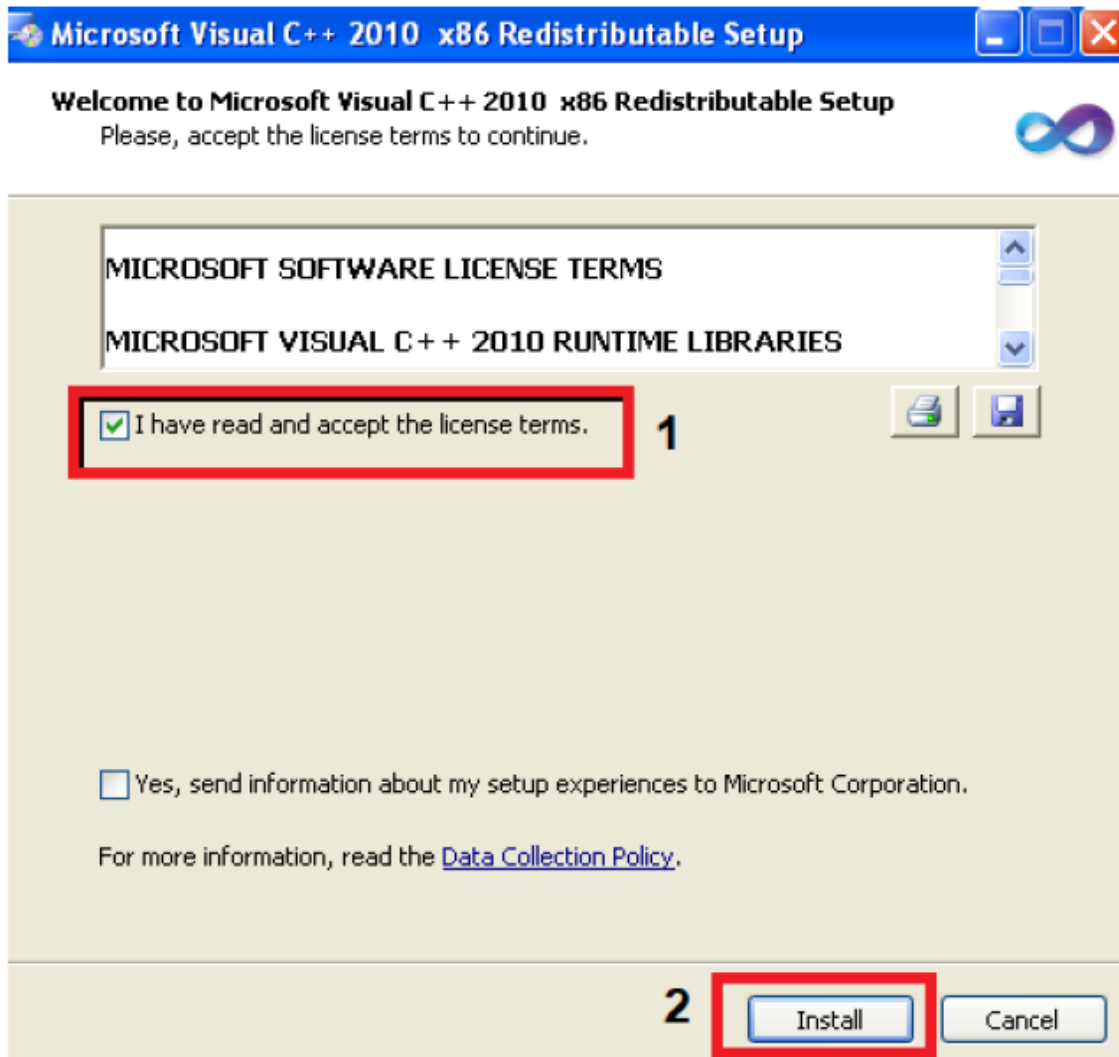 Microsoft Visual C++ 2010 x86 Redistributable Setup
Welcome to Microsoft Visual C++ 2010 x86 Redistributable Setup
Please, accept the license terms to continue.
MICROSOFT SOFTWARE LICENSE TERMS
MICROSOFT VISUAL C++ 2010 RUNTIME LIBRARIES
I have read and accept the license terms. 1
Yes, send information about my setup experiences to Microsoft Corporation.
For more information, read the Data Collection Policy.
2 Install Cancel